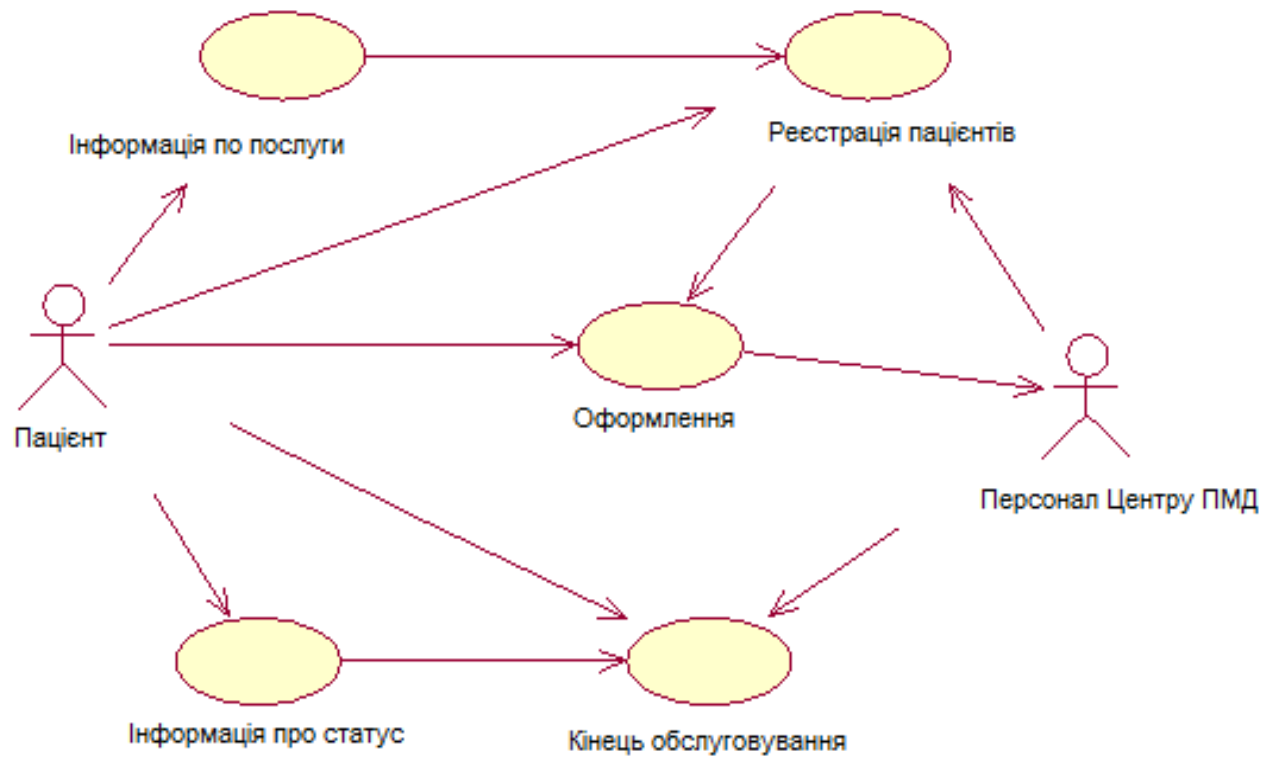 Інформація по послуги
Реєстрація пацієнтів
Оформлення
Пацієнт
Персонал Центру ПМД
Інформація про статус
Кінець обслуговування